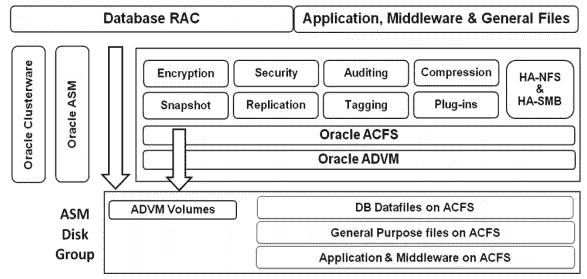 Database RAC
Application, Middleware & General Files
Oracle Clusterware
Oracle ASM
Encryption
Security
Auditing
Compression
HA-NFS
&
HA-SMB
Snapshot
Replication
Tagging
Plug-ins
Oracle ACFS
Oracle ADVM
ASM
Disk
Group
ADVM Volumes
DB Datafiles on ACFS
General Purpose files on ACFS
Application & Middleware on ACFS